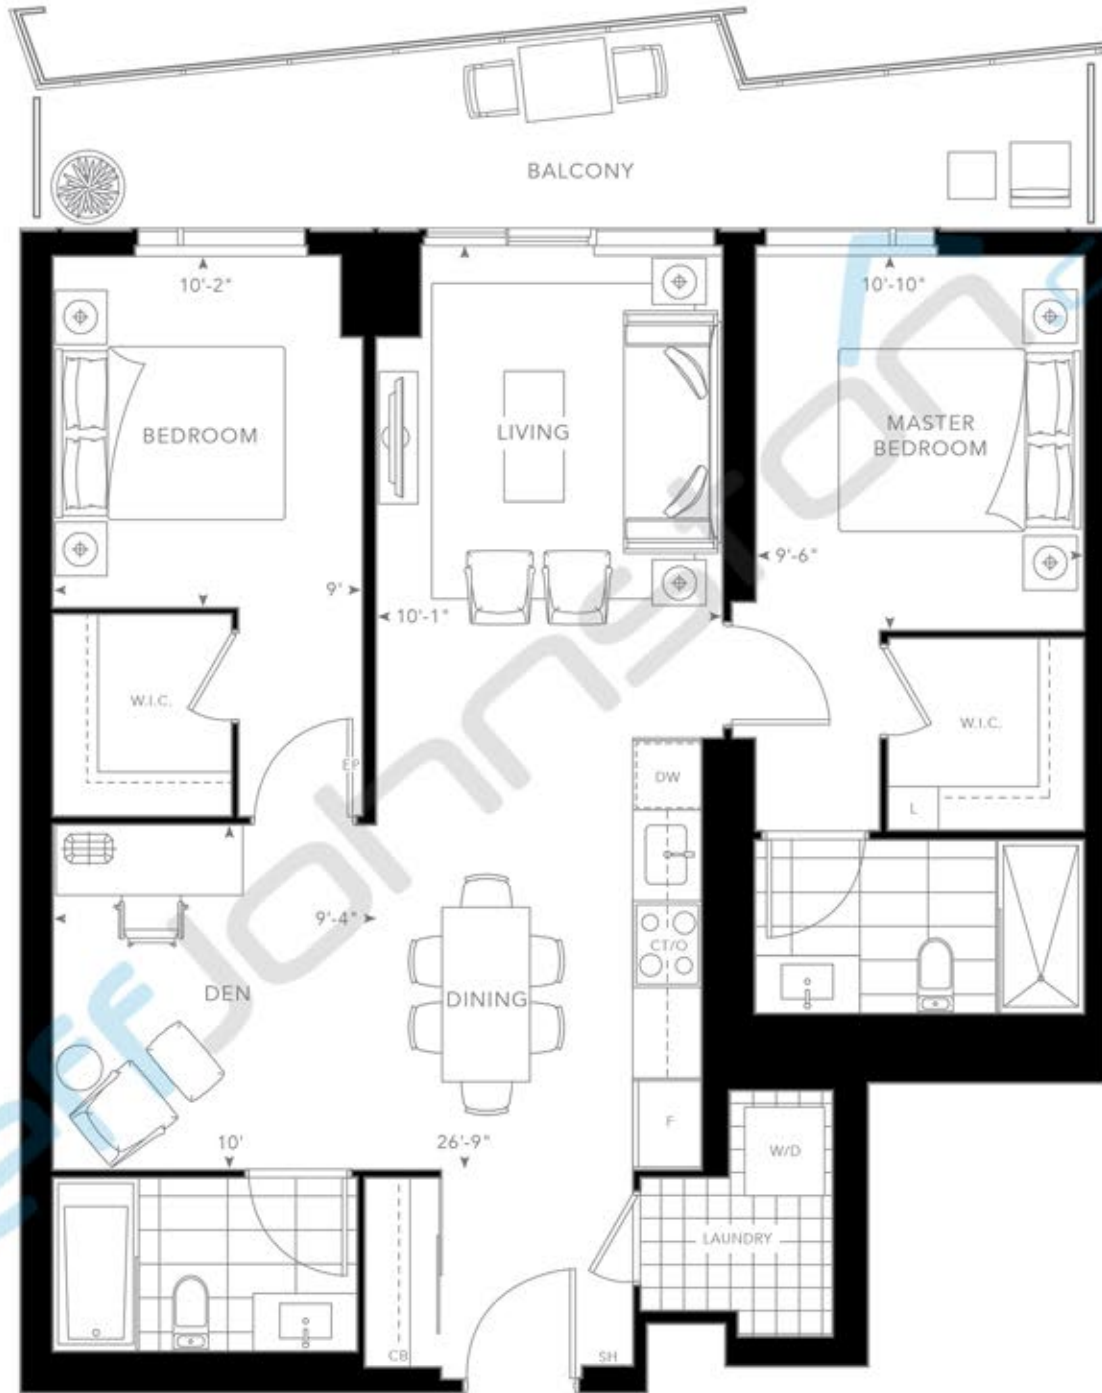 BALCONY
10'-2"
10'-10"
BEDROOM
LIVING
MASTER
BEDROOM
9'-6"
9'
10'-1"
W.I.C.
W.I.C.
EP
DW
L
9'-4"
CT/O
DEN
DINING
F
10'
26'-9"
W/D
LAUNDRY
CB
SH